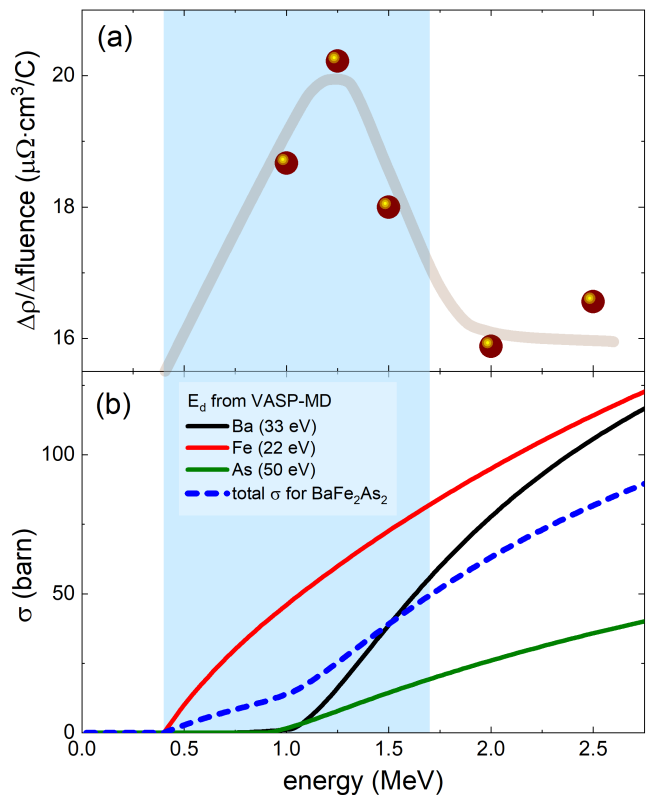 (a)
Δρ/Δfluence (μΩ·cm³/C)
20
18
16
(b)
E_d from VASP-MD
Ba (33 eV)
Fe (22 eV)
As (50 eV)
total σ for BaFe₂As₂
σ (barn)
100
50
0
0.0 0.5 1.0 1.5 2.0 2.5
energy (MeV)